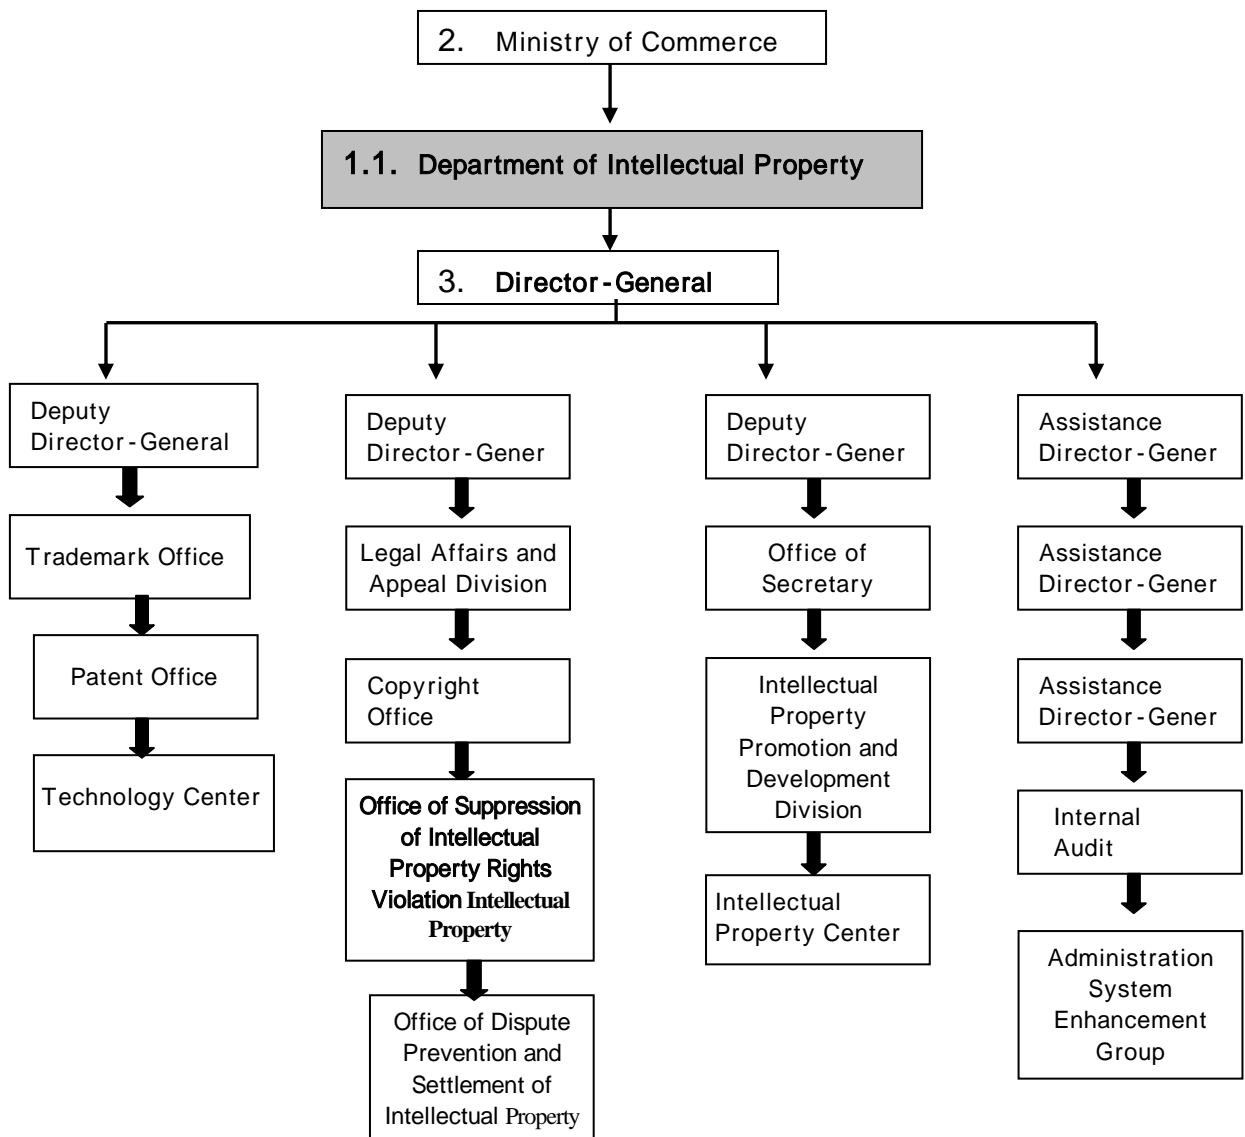 2. Ministry of Commerce
1.1. Department of Intellectual Property
3. Director-General
Deputy
Director-General
Trademark Office
Patent Office
Technology Center
Deputy
Director-Gener
Legal Affairs and
Appeal Division
Copyright
Office
Office of Suppression
of Intellectual
Property Rights
Violation Intellectual
Property
Office of Dispute
Prevention and
Settlement of
Intellectual Property
Deputy
Director-Gener
Office of
Secretary
Intellectual
Property
Promotion and
Development
Division
Intellectual
Property Center
Assistance
Director-Gener
Assistance
Director-Gener
Assistance
Director-Gener
Internal
Audit
Administration
System
Enhancement
Group